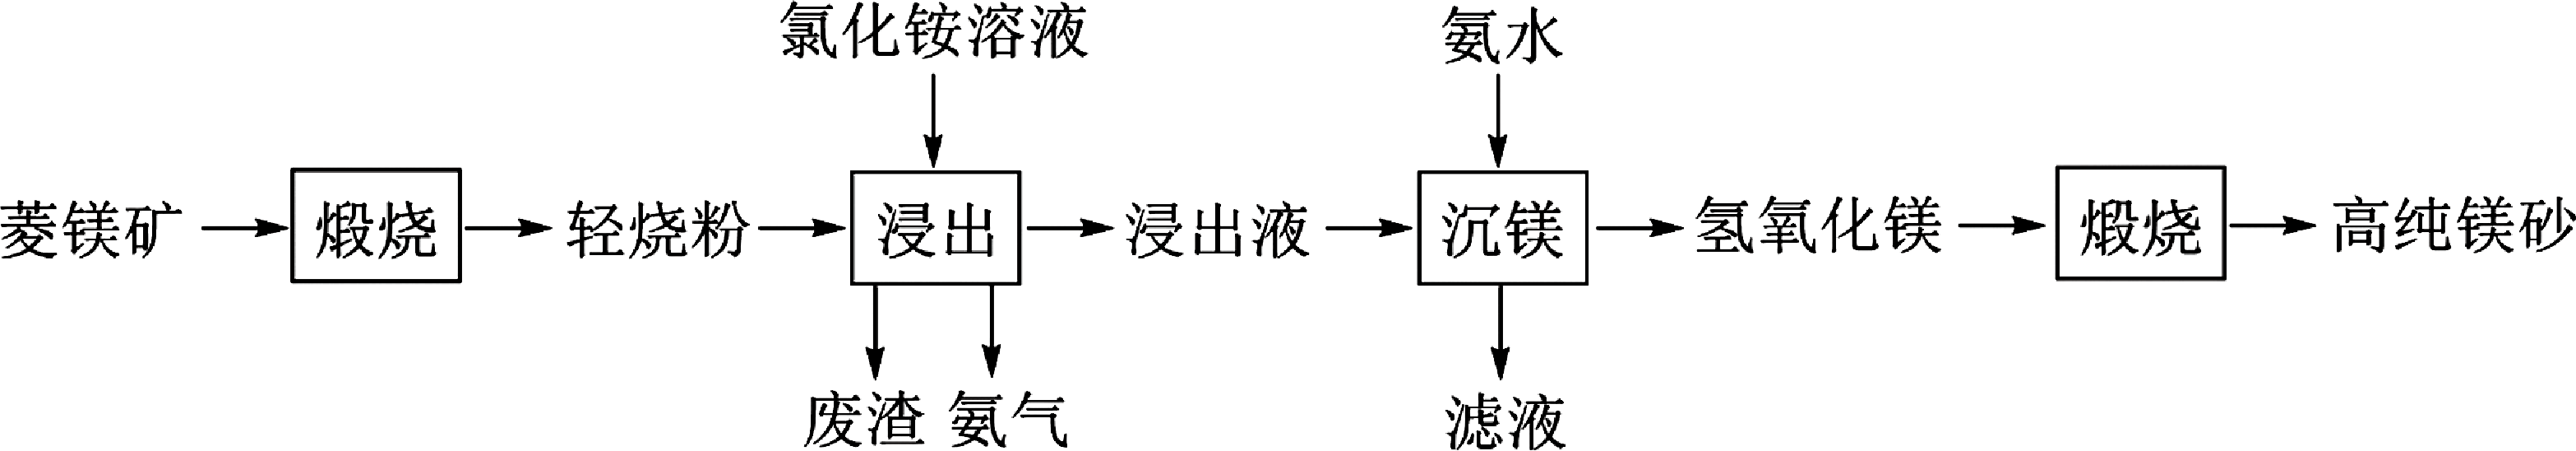 氯化铵溶液 氨水
菱镁矿 煅烧 轻烧粉 浸出 浸出液 沉镁 氢氧化镁 煅烧 高纯镁砂
废渣 氨气 滤液